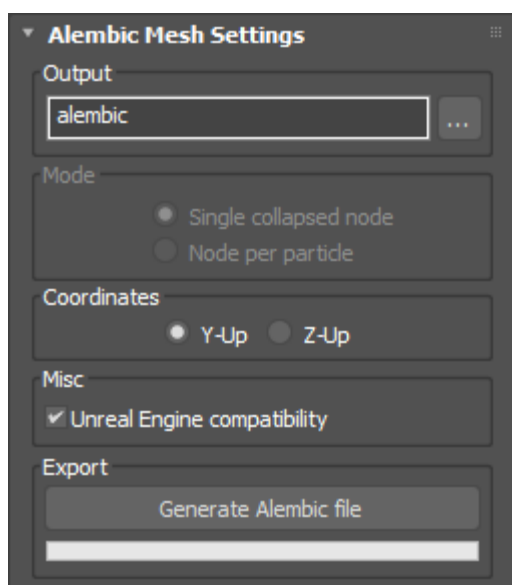 Alembic Mesh Settings
Output
alembic
...
Mode
Single collapsed node
Node per particle
Coordinates
Y-Up Z-Up
Misc
Unreal Engine compatibility
Export
Generate Alembic file